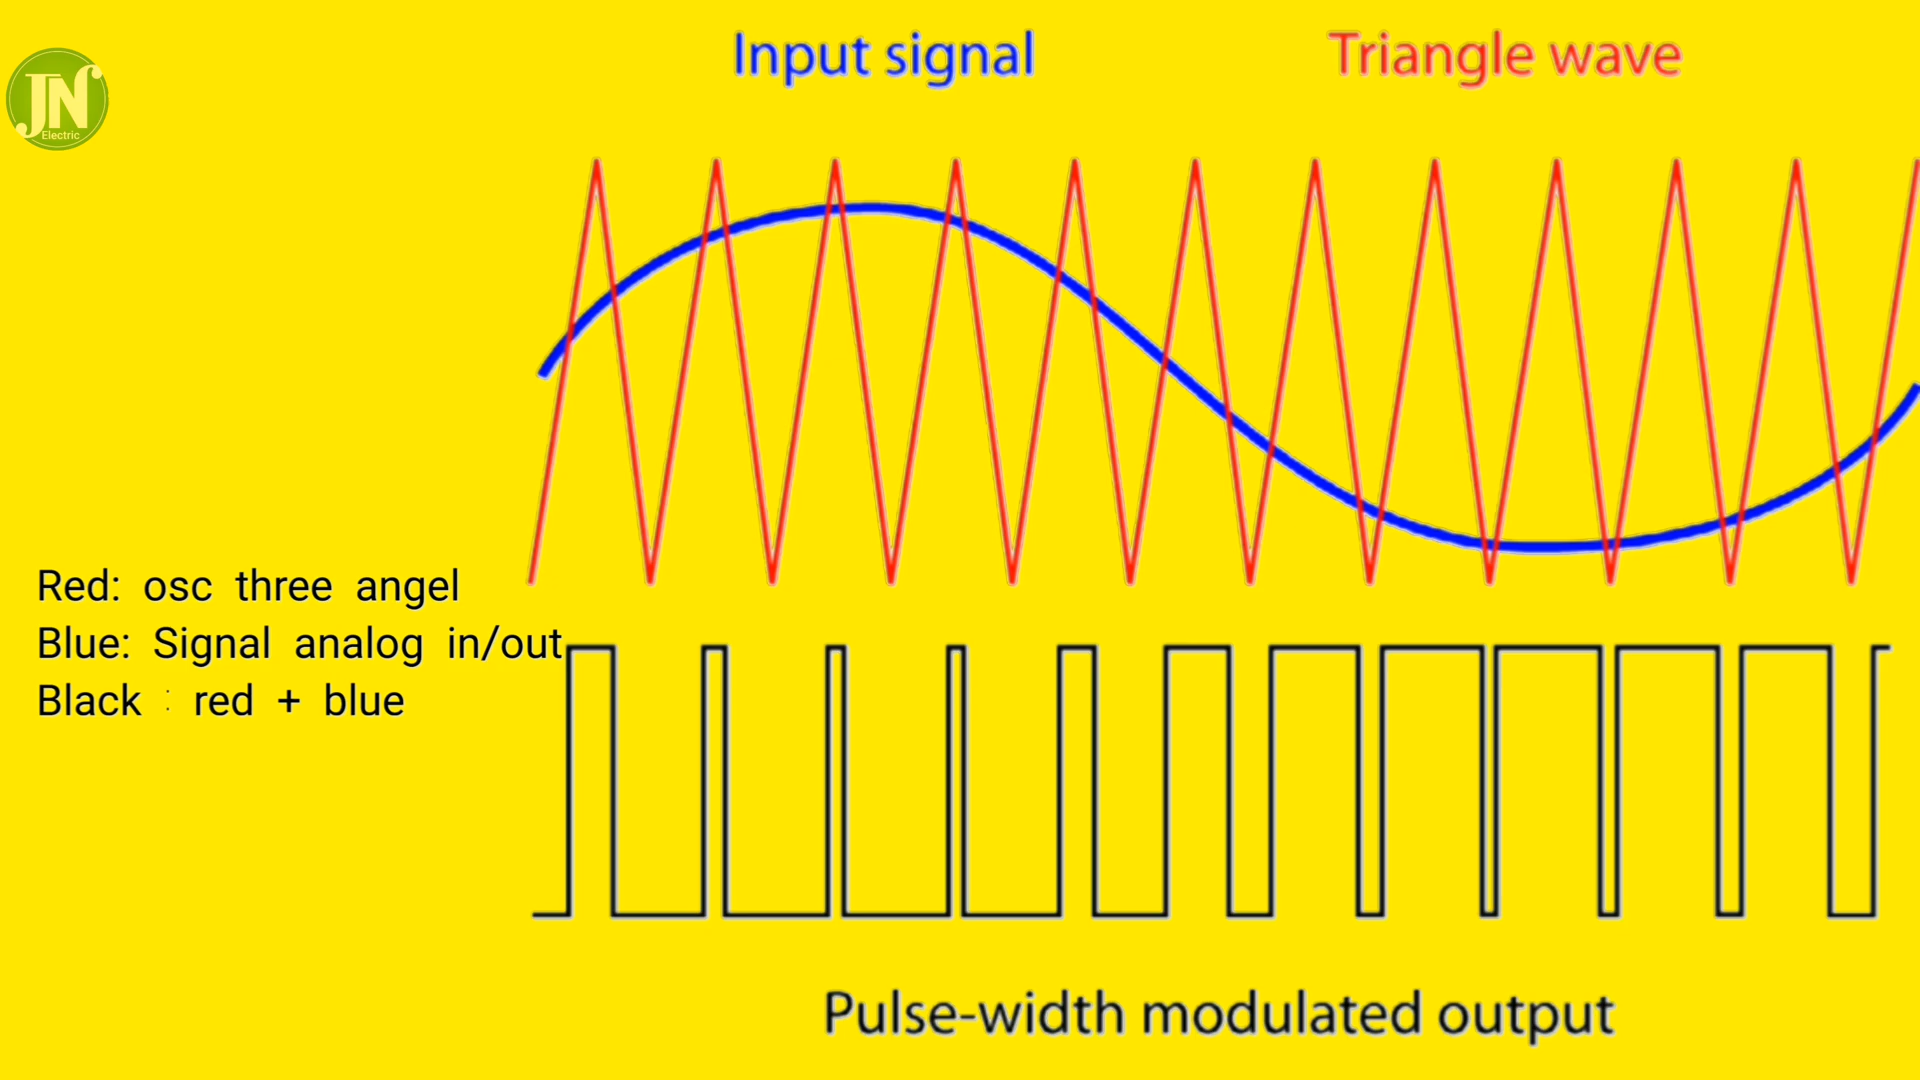 Input signal
Triangle wave
JN
Electric
Red: osc three angel
Blue: Signal analog in/out
Black : red + blue
Pulse-width modulated output